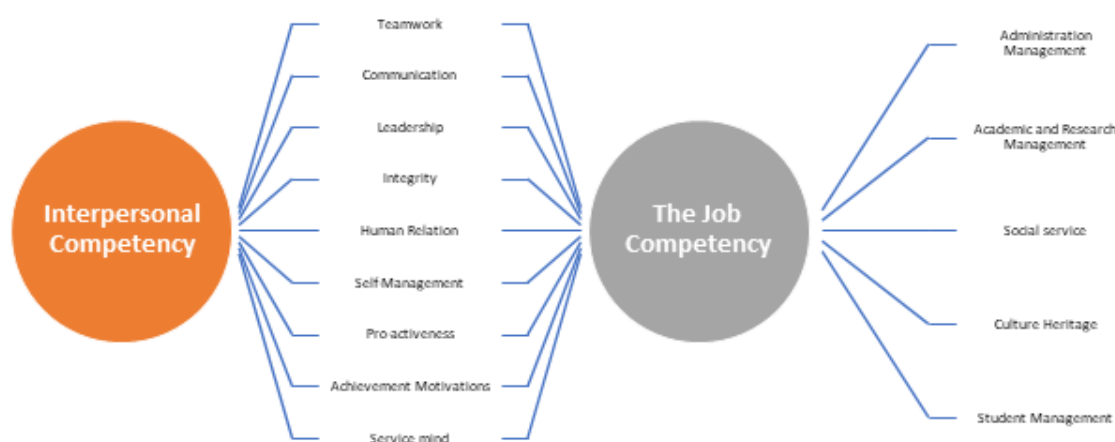 Interpersonal
Competency
Teamwork
Communication
Leadership
Integrity
Human Relation
Self Management
Pro-activeness
Achievement Motivations
Service mind
The Job
Competency
Administration
Management
Academic and Research
Management
Social service
Culture Heritage
Student Management